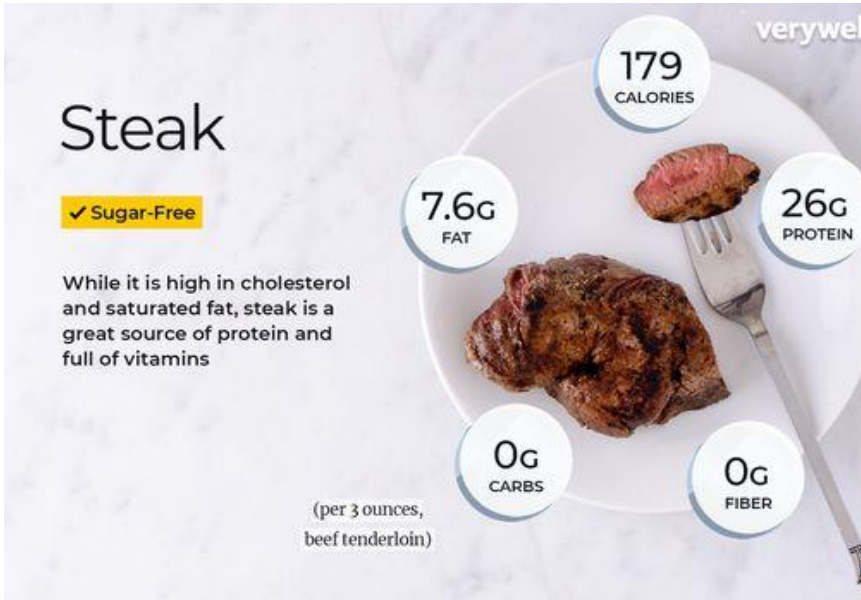 verywel
179
CALORIES
Steak
7.6G
FAT
26G
PROTEIN
✓ Sugar-Free
While it is high in cholesterol
and saturated fat, steak is a
great source of protein and
full of vitamins
0G
CARBS
0G
FIBER
(per 3 ounces,
beef tenderloin)